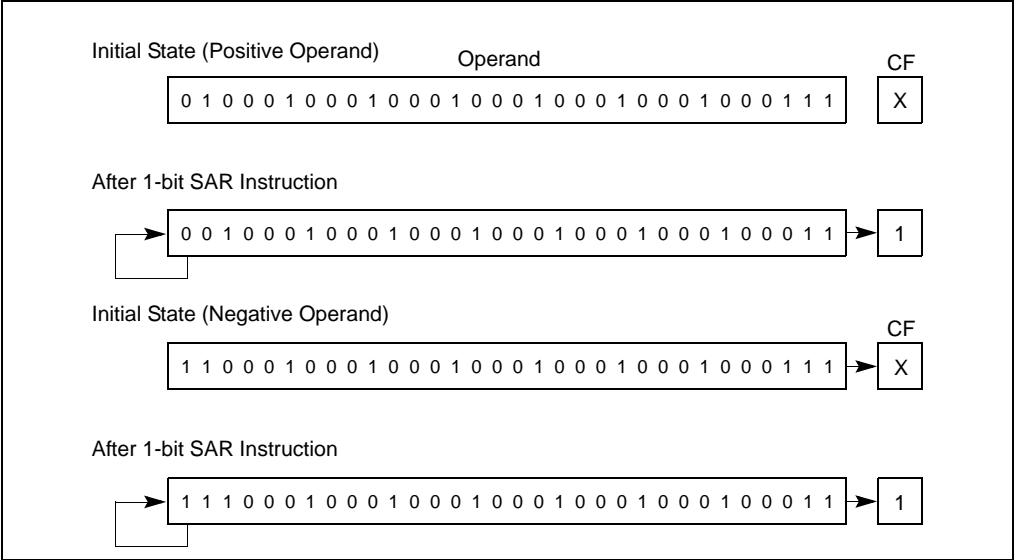 Initial State (Positive Operand)
Operand
CF
0 1 0 0 0 1 0 0 0 1 0 0 0 1 0 0 0 1 0 0 0 1 0 0 0 1 0 0 0 1 1 1
X
After 1-bit SAR Instruction
0 0 1 0 0 0 1 0 0 0 1 0 0 0 1 0 0 0 1 0 0 0 1 0 0 0 1 0 0 0 1 1
1
Initial State (Negative Operand)
CF
1 1 0 0 0 1 0 0 0 1 0 0 0 1 0 0 0 1 0 0 0 1 0 0 0 1 0 0 0 1 1 1
X
After 1-bit SAR Instruction
1 1 1 0 0 0 1 0 0 0 1 0 0 0 1 0 0 0 1 0 0 0 1 0 0 0 1 0 0 0 1 1
1